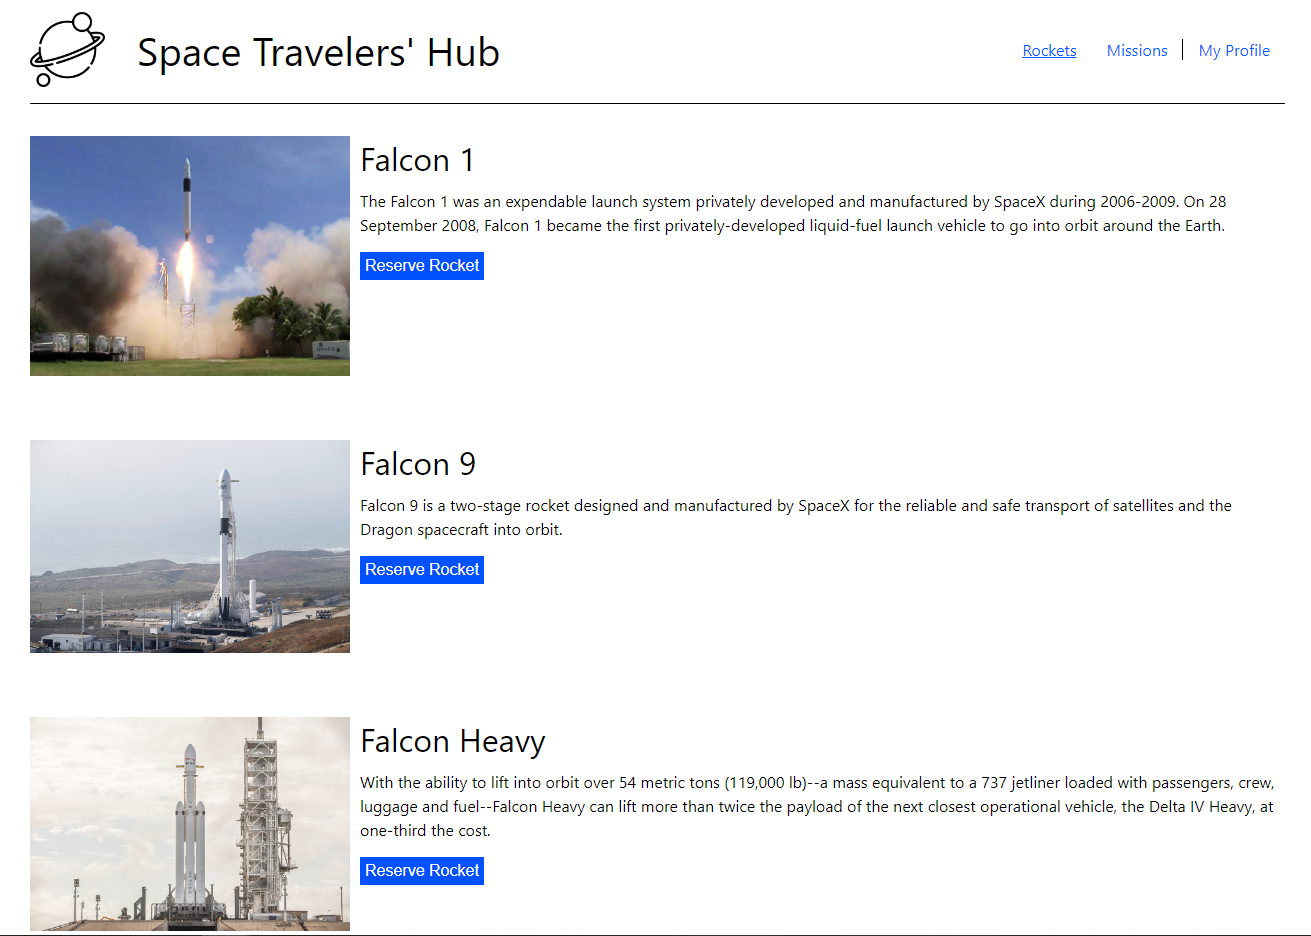 Space Travelers' Hub
Rockets
Missions
My Profile
Falcon 1
The Falcon 1 was an expendable launch system privately developed and manufactured by SpaceX during 2006-2009. On 28
September 2008, Falcon 1 became the first privately-developed liquid-fuel launch vehicle to go into orbit around the Earth.
Reserve Rocket
Falcon 9
Falcon 9 is a two-stage rocket designed and manufactured by SpaceX for the reliable and safe transport of satellites and the
Dragon spacecraft into orbit.
Reserve Rocket
Falcon Heavy
With the ability to lift into orbit over 54 metric tons (119,000 lb)--a mass equivalent to a 737 jetliner loaded with passengers, crew,
luggage and fuel--Falcon Heavy can lift more than twice the payload of the next closest operational vehicle, the Delta IV Heavy, at
one-third the cost.
Reserve Rocket